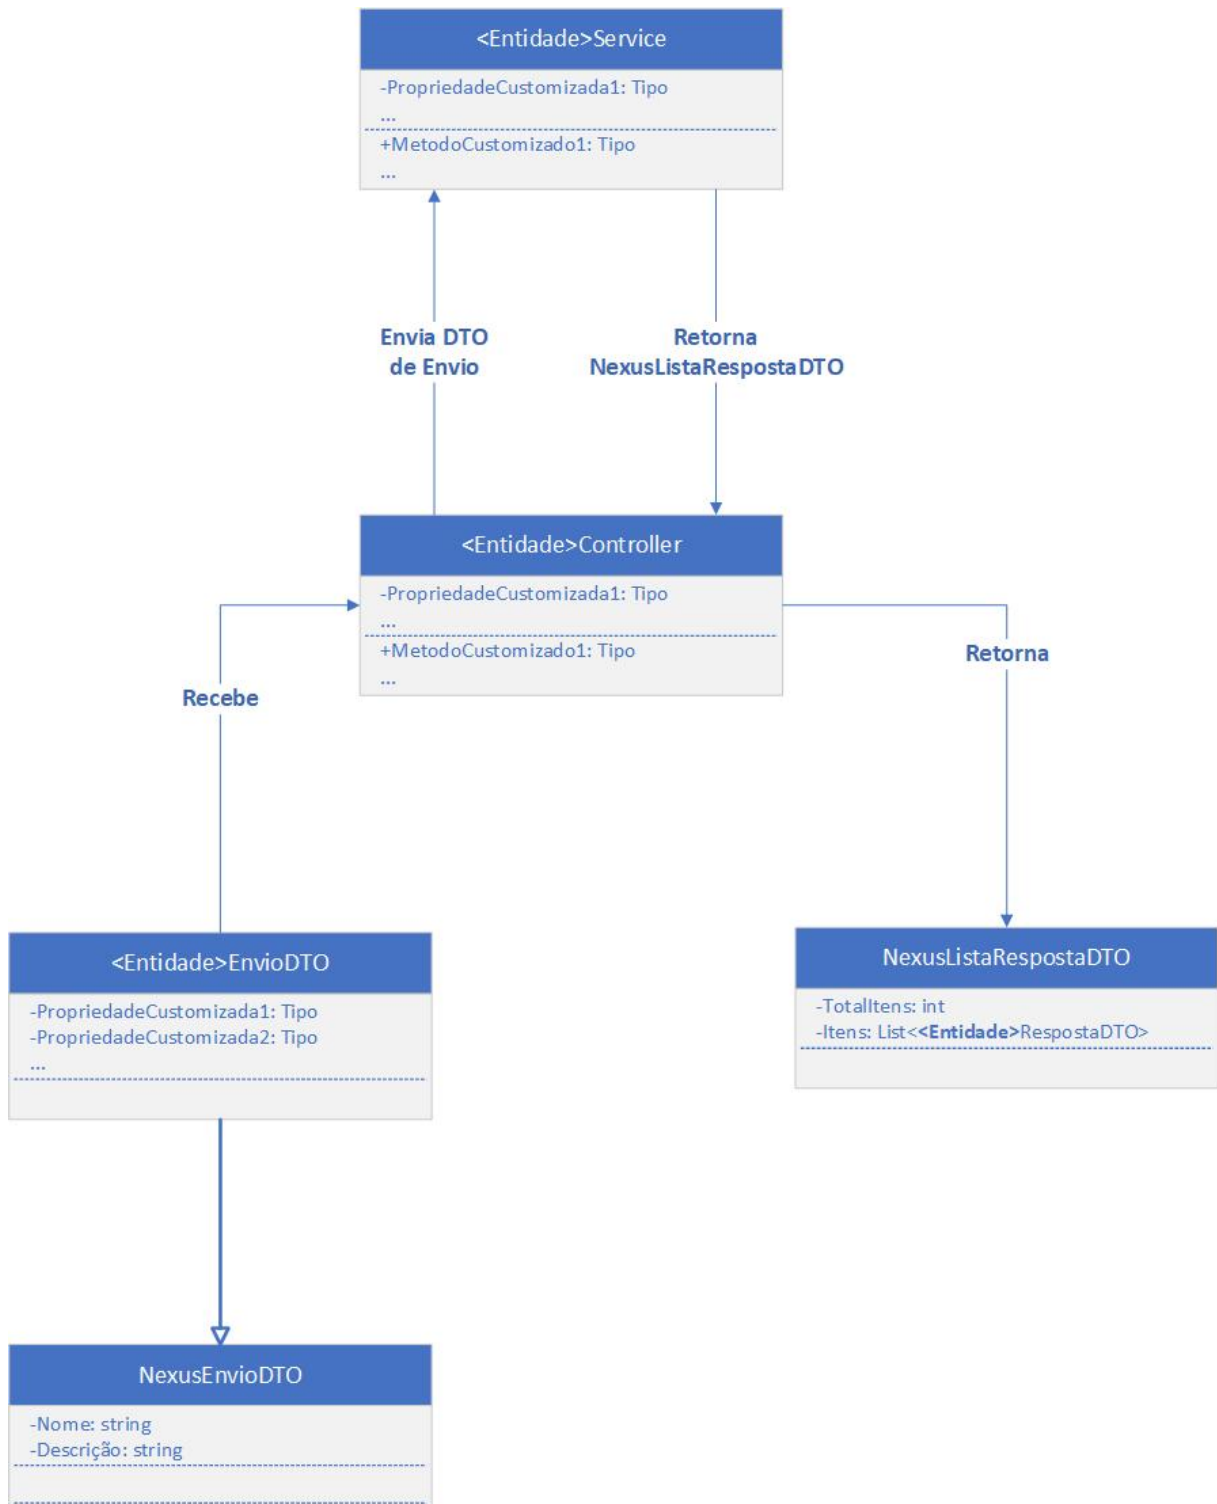 <Entidade>Service
-PropriedadeCustomizada1: Tipo
...
+MetodoCustomizado1: Tipo
...
Envia DTO
de Envio
Retorna
NexusListaRespostaDTO
<Entidade>Controller
-PropriedadeCustomizada1: Tipo
...
+MetodoCustomizado1: Tipo
...
Recebe
Retorna
<Entidade>EnvioDTO
-PropriedadeCustomizada1: Tipo
-PropriedadeCustomizada2: Tipo
...
NexusListaRespostaDTO
-TotalItens: int
-Itens: List<<Entidade>RespostaDTO>
NexusEnvioDTO
-Nome: string
-Descrição: string